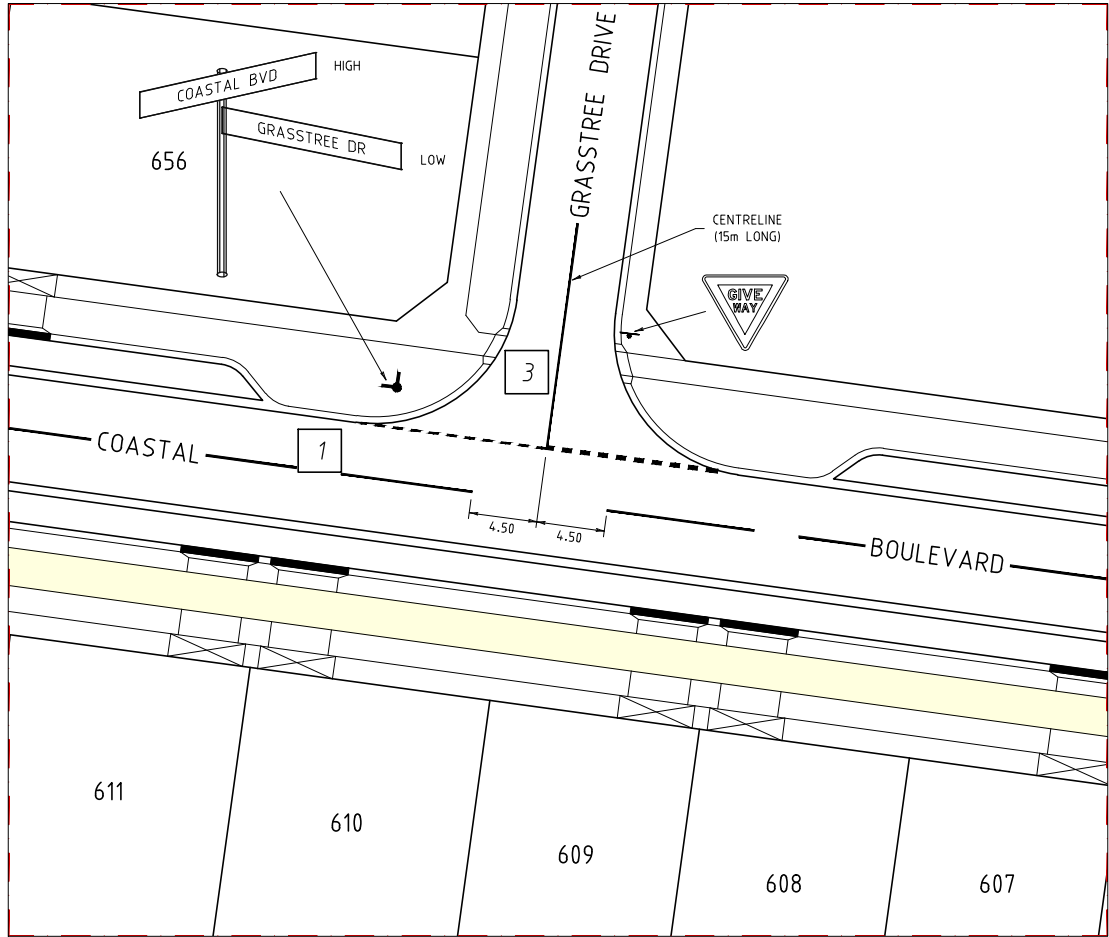 GRASSTREE DRIVE
COASTAL BVD
HIGH
GRASSTREE DR
LOW
656
CENTRELINE
(15m LONG)
GIVE
WAY
3
1
COASTAL
4.50
4.50
BOULEVARD
611
610
609
608
607